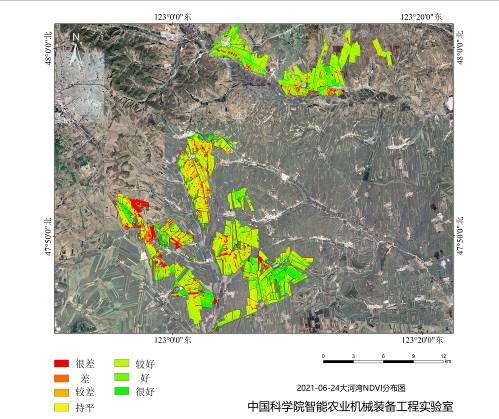 123°0'0"东 123°20'0"东
N
48°0'0"北 48°0'0"北
47°50'0"北 47°50'0"北
123°0'0"东 123°20'0"东
很差 较好
差 好
较差 很好
持平
0 3 6 9 12
km
2021-06-24大河湾NDVI分布图
中国科学院智能农业机械装备工程实验室